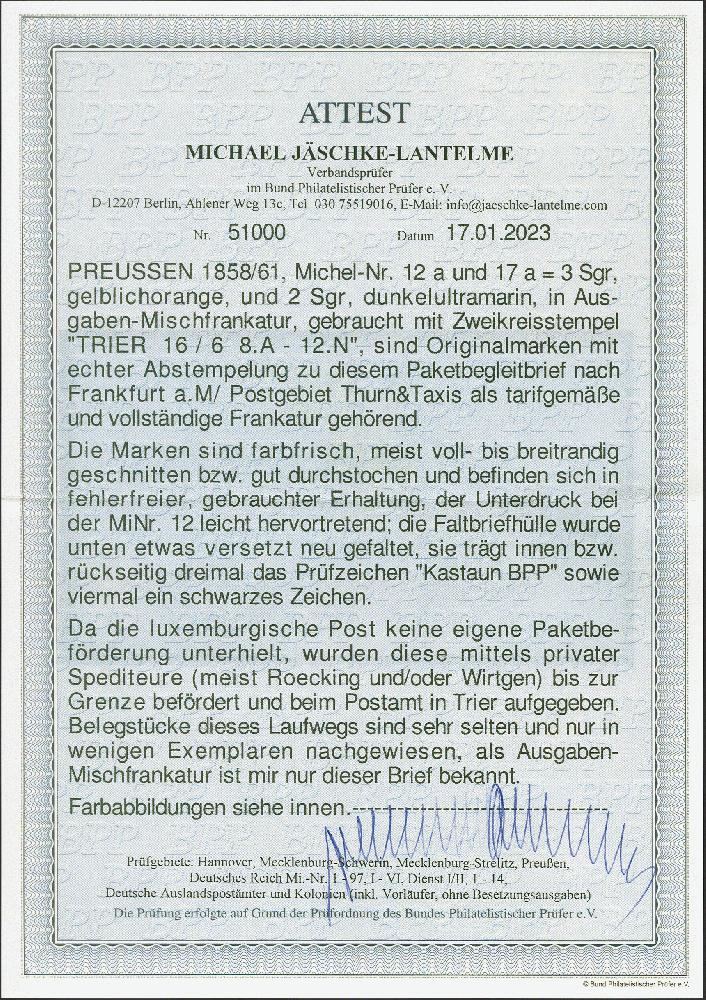 ATTEST
MICHAEL JÄSCHKE-LANTELME
Verbandsprüfer
im Bund Philatelistischer Prüfer e. V.
D-12207 Berlin, Ahlener Weg 13c, Tel 030 75519016, E-Mail: info@jaeschke-lantelme.com
Nr. 51000 Datum 17.01.2023
PREUSSEN 1858/61, Michel-Nr. 12 a und 17 a = 3 Sgr,
gelblichorange, und 2 Sgr, dunkelultramarin, in Aus-
gaben-Mischfrankatur, gebraucht mit Zweikreisstempel
"TRIER 16 / 6 8.A - 12.N", sind Originalmarken mit
echter Abstempelung zu diesem Paketbegleitbrief nach
Frankfurt a.M/ Postgebiet Thurn&Taxis als tarifgemäße
und vollständige Frankatur gehörend.
Die Marken sind farbfrisch, meist voll- bis breitrandig
geschnitten bzw. gut durchstochen und befinden sich in
fehlerfreier, gebrauchter Erhaltung, der Unterdruck bei
der MiNr. 12 leicht hervortretend; die Faltbriefhülle wurde
unten etwas versetzt neu gefaltet, sie trägt innen bzw.
rückseitig dreimal das Prüfzeichen "Kastaun BPP" sowie
viermal ein schwarzes Zeichen.
Da die luxemburgische Post keine eigene Paketbe-
förderung unterhielt, wurden diese mittels privater
Spediteure (meist Roecking und/oder Wirtgen) bis zur
Grenze befördert und beim Postamt in Trier aufgegeben.
Belegstücke dieses Laufwegs sind sehr selten und nur in
wenigen Exemplaren nachgewiesen, als Ausgaben-
Mischfrankatur ist mir nur dieser Brief bekannt.
Farbabbildungen siehe innen.------------------------------
Prüfgebiete: Hannover, Mecklenburg-Schwerin, Mecklenburg-Strelitz, Preußen,
Deutsches Reich Mi.-Nr. 1 - 97, I - VI, Dienst I/II, 1 - 14,
Deutsche Auslandspostämter und Kolonien (inkl. Vorläufer, ohne Besetzungsausgaben)
Die Prüfung erfolgte auf Grund der Prüfordnung des Bundes Philatelistischer Prüfer e.V.
© Bund Philatelistischer Prüfer e.V.